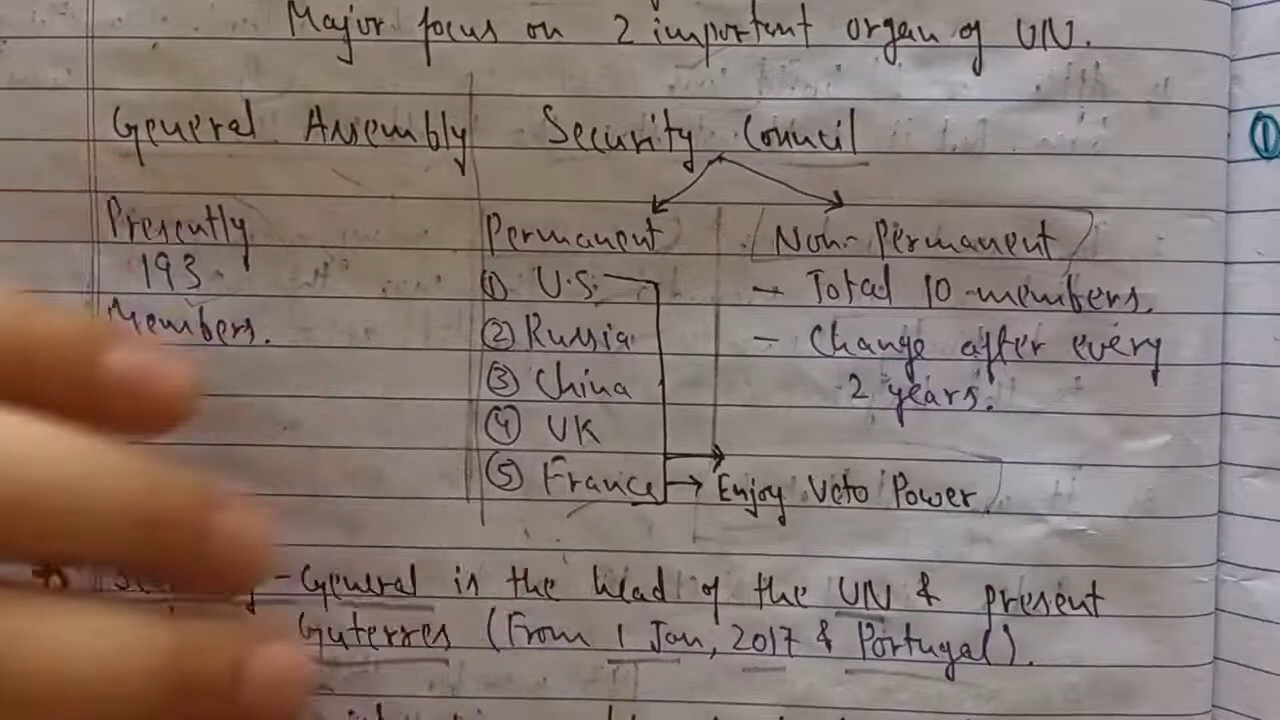 Major focus on 2 important organ of UN.
General Assembly
Security Council
①
Presently
193
Members.
Permanent
① U.S.
② Russia
③ China
④ UK
⑤ France → Enjoy Veto Power
Non-Permanent
- Total 10 members.
- Change after every
2 years.
-General is the head of the UN & present
Guterres (From 1 Jan, 2017 & Portugal).